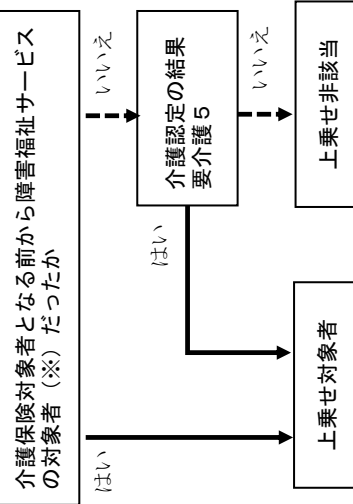 介護保険対象者となる前から障害福祉サービス
の対象者（※）だったか
はい
いいえ
介護認定の結果
要介護５
はい
いいえ
上乗せ対象者
上乗せ非該当